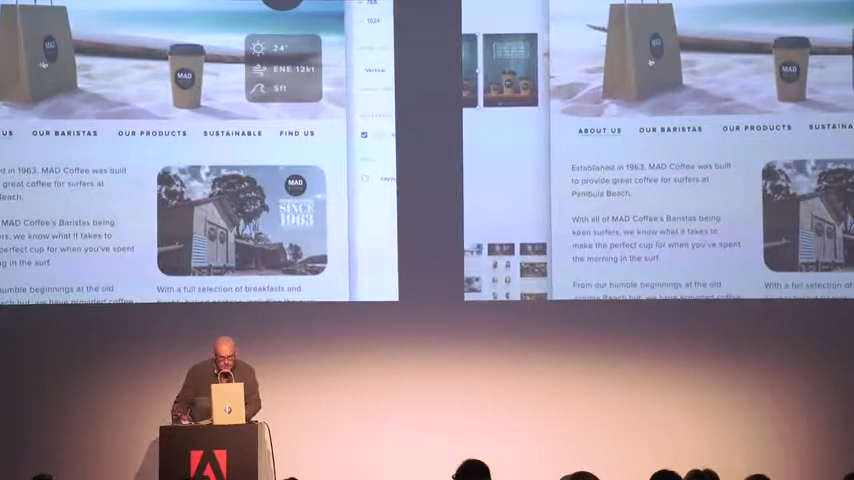 MAD
MAD
24°
ENE 12kt
5ft
768
1024
Vertical
US
OUR BARISTAS
OUR PRODUCTS
SUSTAINABLE
FIND US
ed in 1963, MAD Coffee was built
great coffee for surfers at
Beach.
MAD Coffee's Baristas being
ers, we know what it takes to
perfect cup for when you've spent
ng in the surf.
humble beginnings at the old
MAD
SINCE
1963
With a full selection of breakfasts and
MAD
ABOUT US
OUR BARISTAS
OUR PRODUCTS
SUSTAINA
Established in 1963, MAD Coffee was built
to provide great coffee for surfers at
Pembula Beach.
With all of MAD Coffee's Baristas being
keen surfers, we know what it takes to
make the perfect cup for when you've spent
the morning in the surf.
From our humble beginnings at the old
With a full selection of